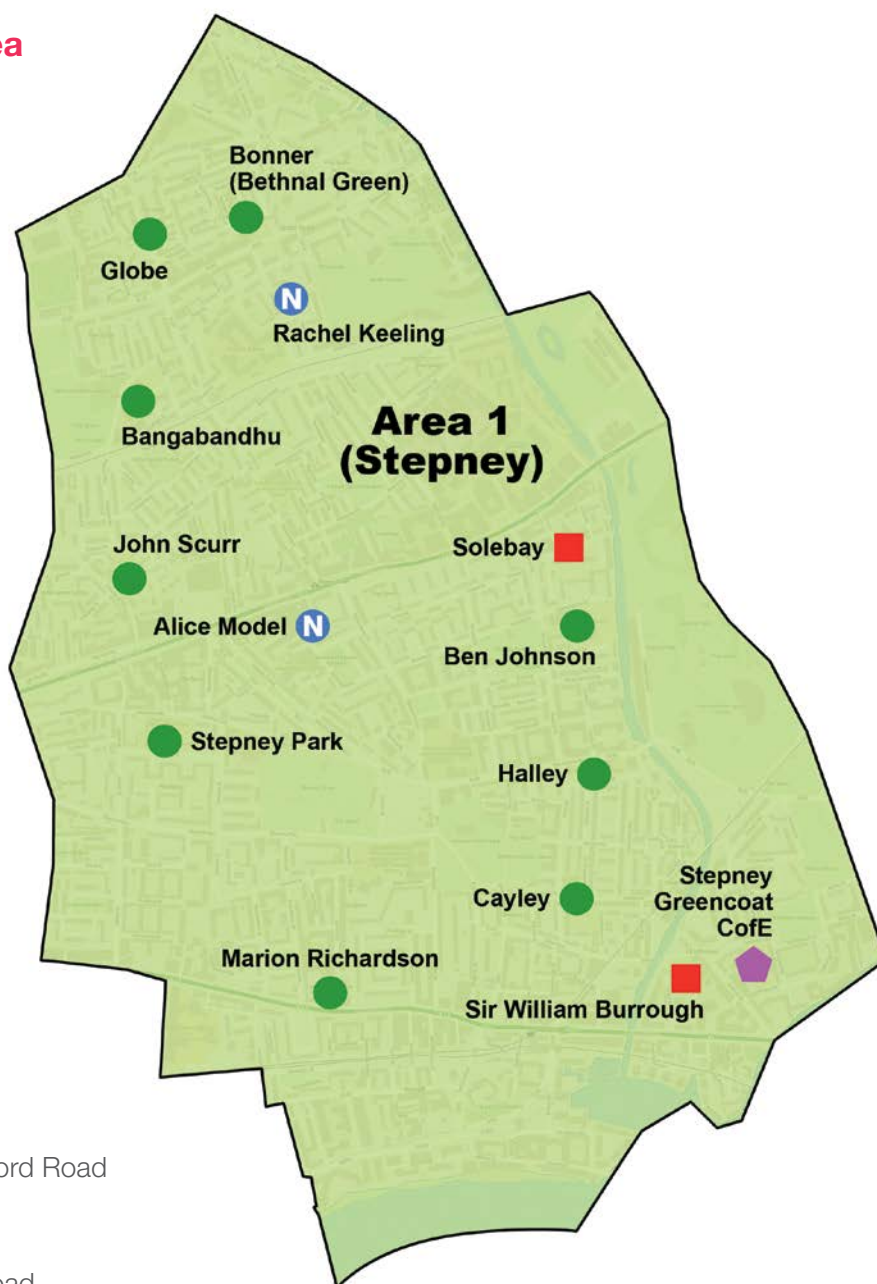 ea
Bonner
(Bethnal Green)
Globe
N
Rachel Keeling
Bangabandhu
Area 1
(Stepney)
John Scurr
Solebay
Alice Model N
Ben Johnson
Stepney Park
Halley
Stepney
Greencoat
CofE
Cayley
Marion Richardson
Sir William Burrough
ord Road
oad